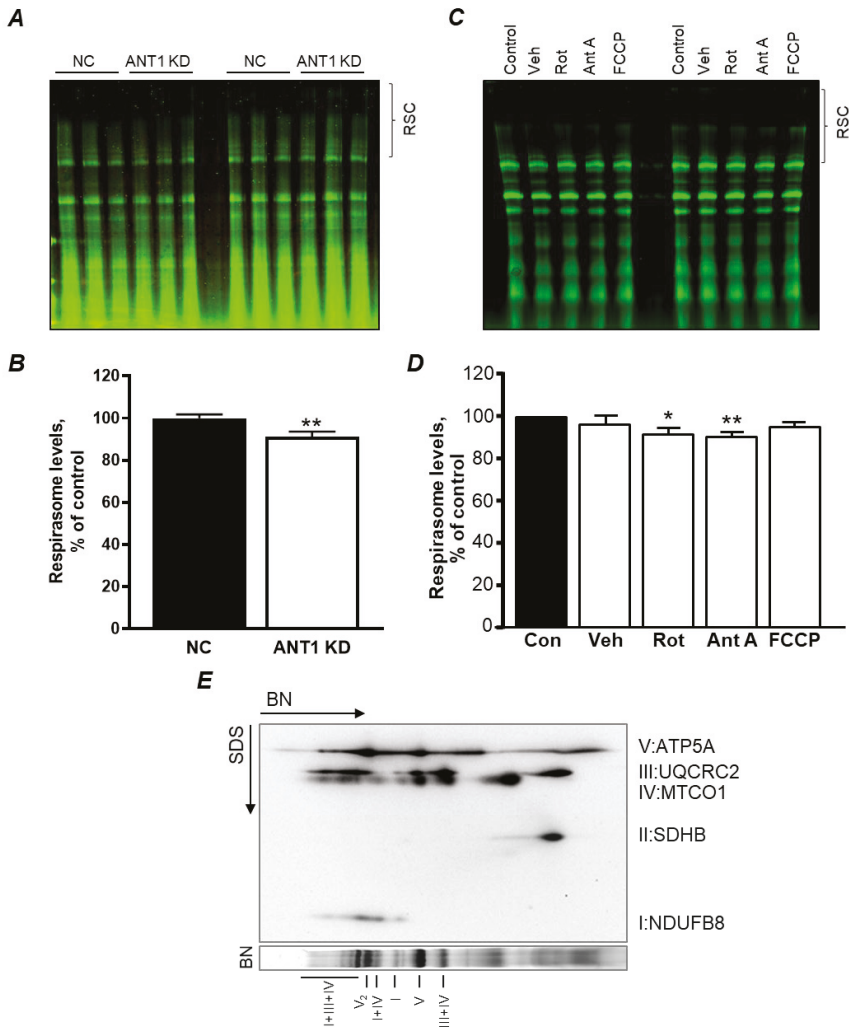 A
NC ANT1 KD NC ANT1 KD
RSC
B
Respirasome levels,
% of control
120
100
80
60
40
20
0
**
NC ANT1 KD
C
Control Veh Rot Ant A FCCP Control Veh Rot Ant A FCCP
RSC
D
Respirasome levels,
% of control
120
100
80
60
40
20
0
* **
Con Veh Rot Ant A FCCP
E
BN
SDS
V:ATP5A
III:UQCRC2
IV:MTCO1
II:SDHB
I:NDUFB8
BN
I+III+IV V2 I+IV I V III+IV